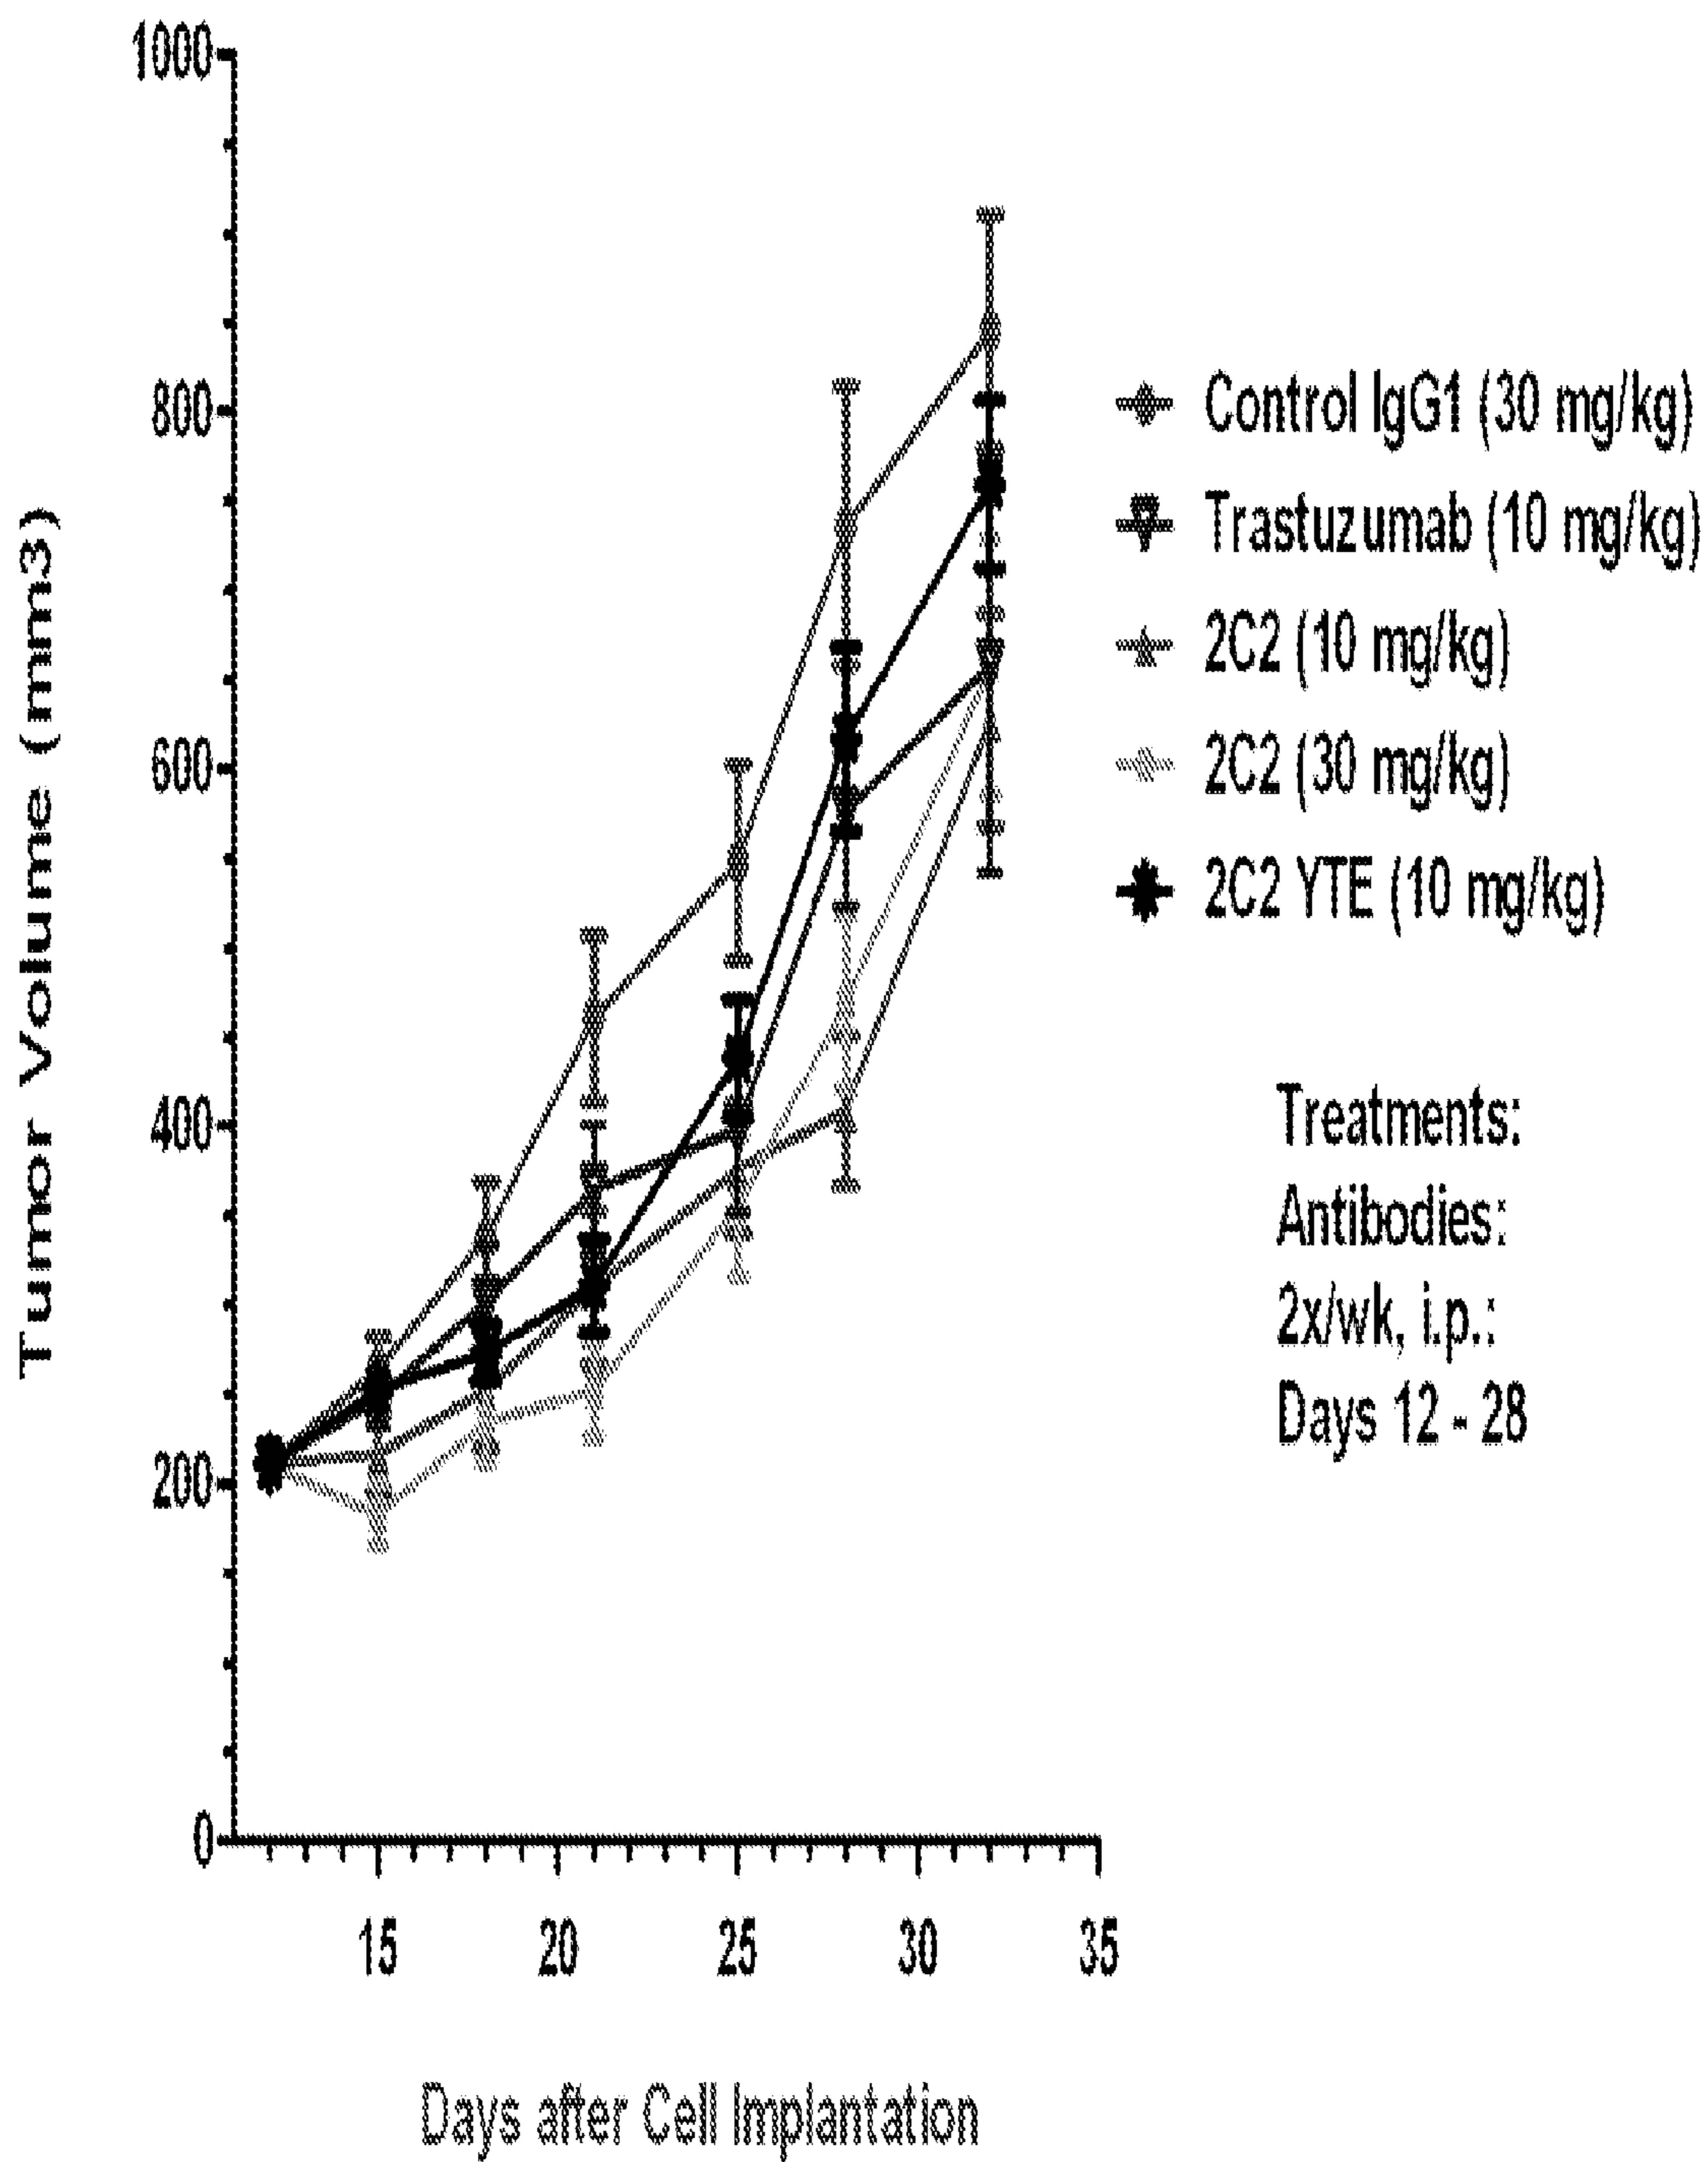 Tumor Volume (mm3)
1000
800
600
400
200
0
15 20 25 30 35
Days after Cell Implantation
Control IgG1 (30 mg/kg)
Trastuzumab (10 mg/kg)
2C2 (10 mg/kg)
2C2 (30 mg/kg)
2C2 YTE (10 mg/kg)
Treatments:
Antibodies:
2x/wk, i.p.:
Days 12 - 28